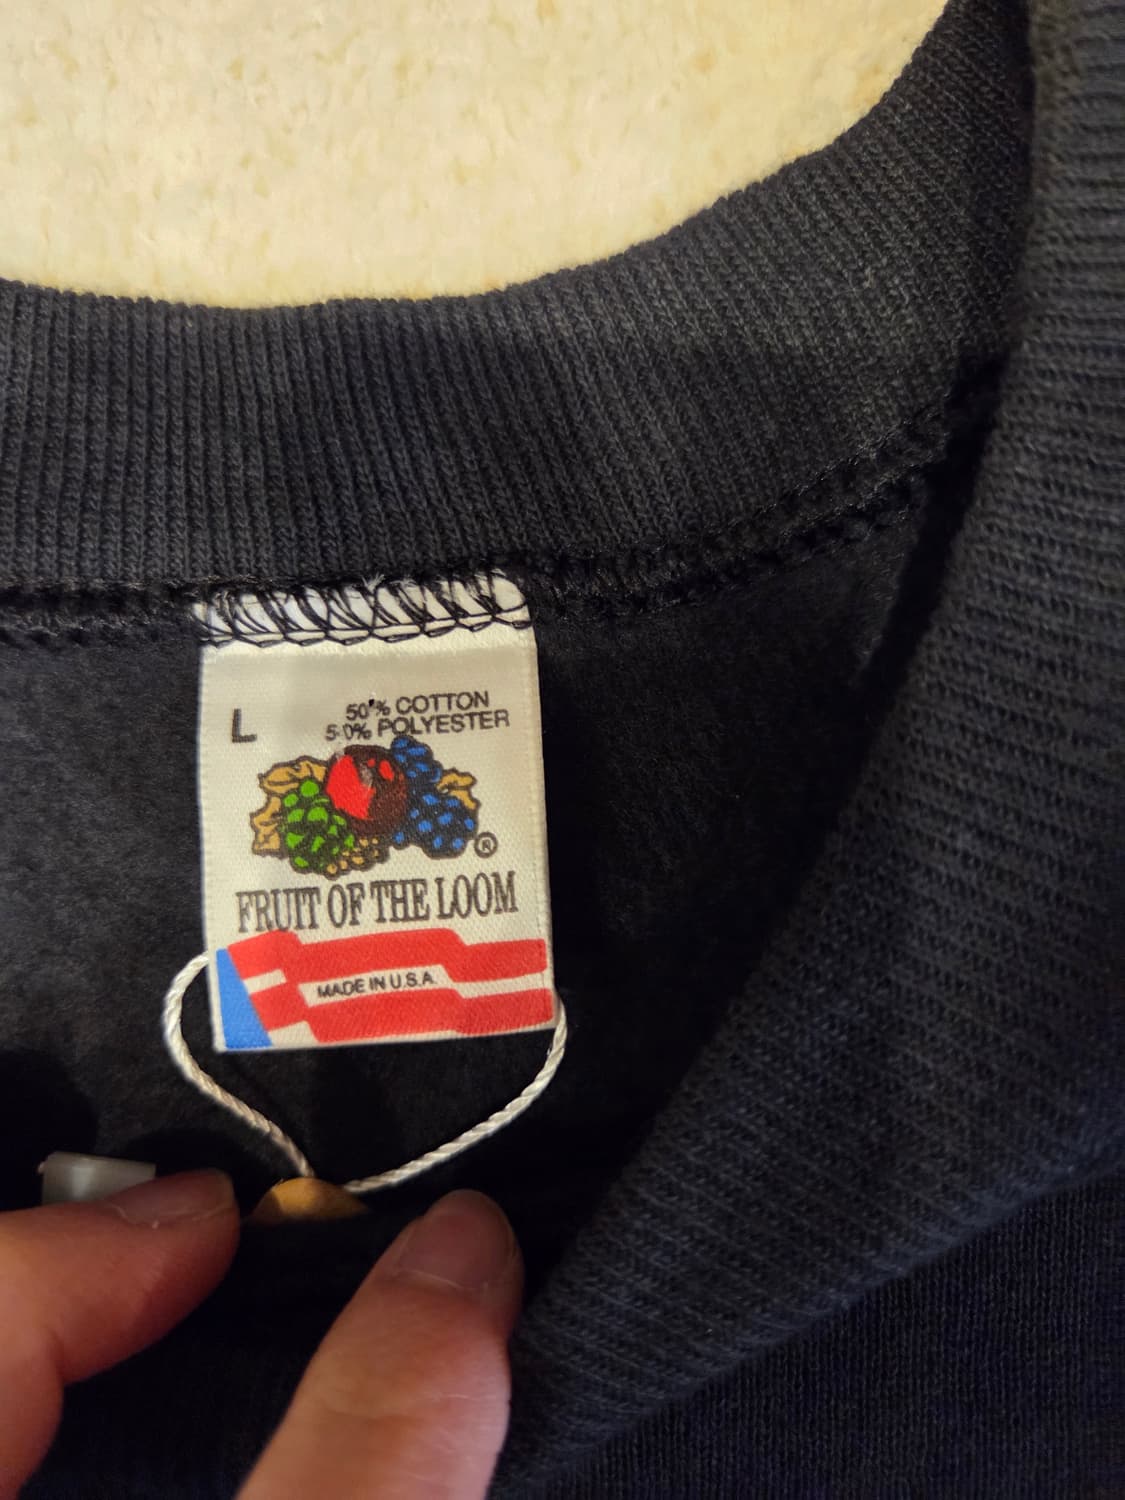 L
50% COTTON
50% POLYESTER
®
FRUIT OF THE LOOM
MADE IN U.S.A.